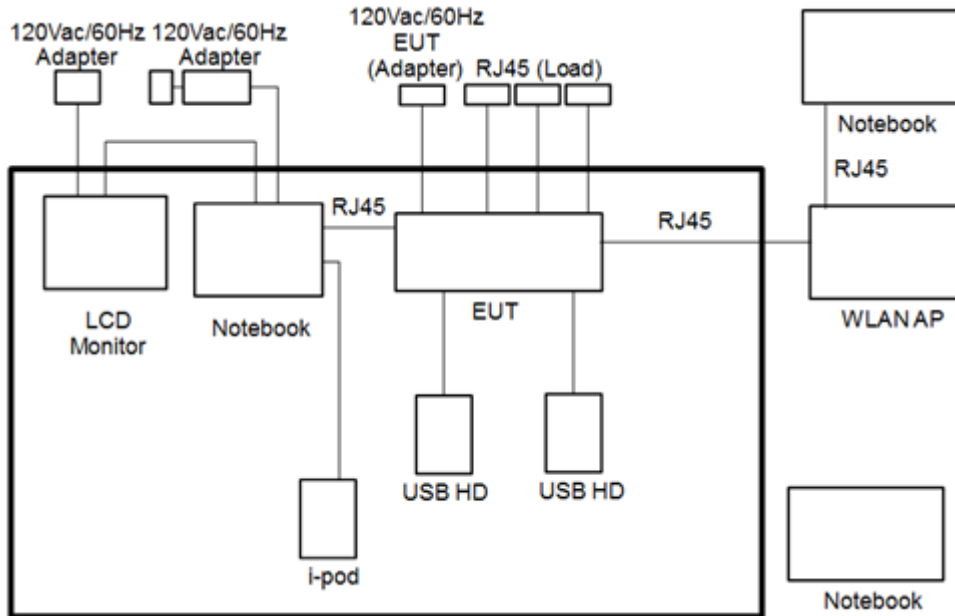 120Vac/60Hz
Adapter
120Vac/60Hz
Adapter
120Vac/60Hz
EUT
(Adapter)
RJ45 (Load)
Notebook
RJ45
RJ45
RJ45
LCD
Monitor
Notebook
EUT
WLAN AP
USB HD
USB HD
i-pod
Notebook